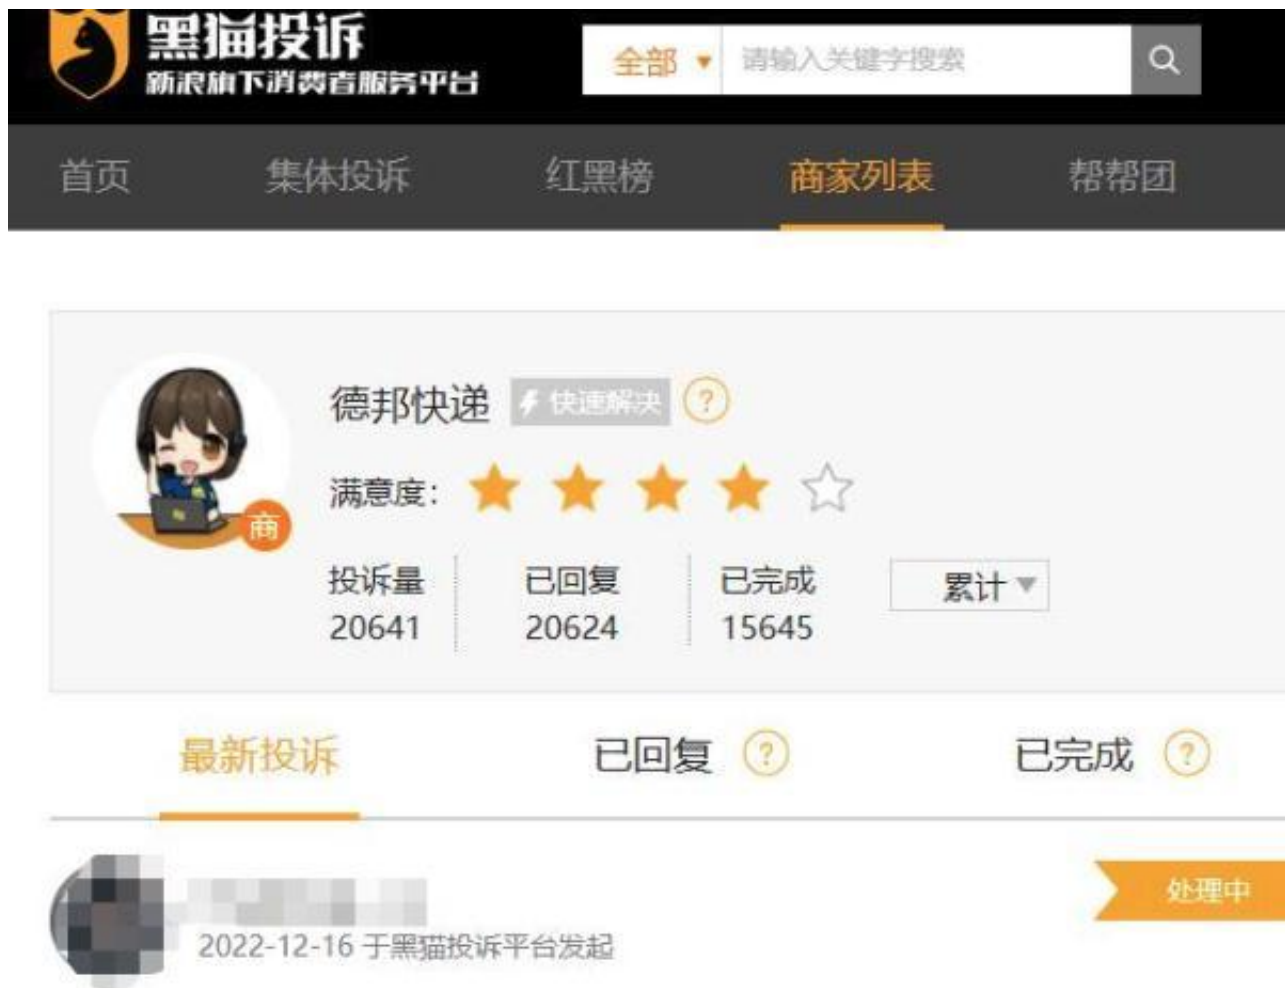 黑猫投诉
新浪旗下消费者服务平台
全部 请输入关键字搜索
首页 集体投诉 红黑榜 商家列表 帮帮团
德邦快递 快速解决 ?
满意度：
商
投诉量 已回复 已完成 累计
20641 20624 15645
最新投诉 已回复 ? 已完成 ?
处理中
2022-12-16 于黑猫投诉平台发起